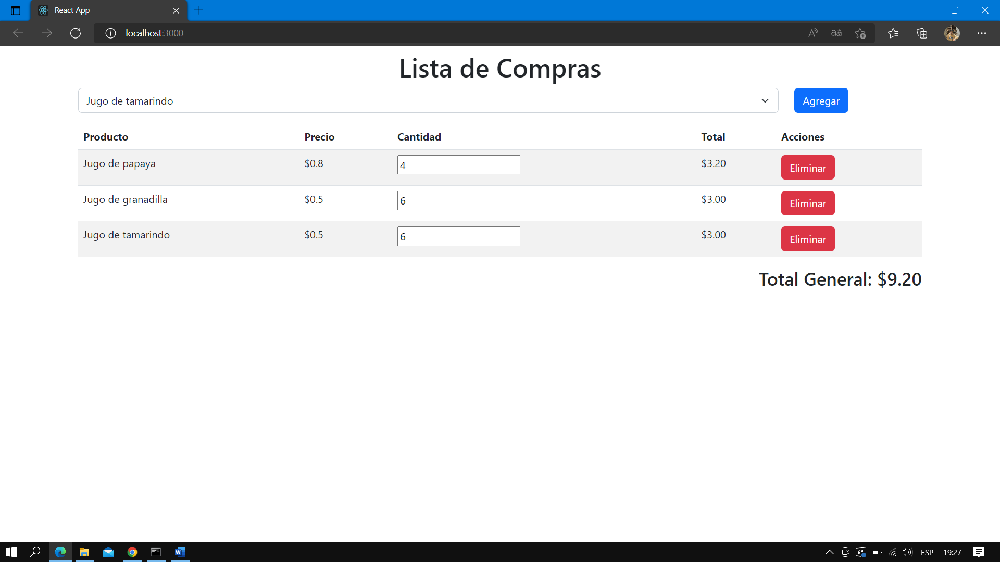 React App
localhost:3000
Lista de Compras
Jugo de tamarindo
Agregar
Producto Precio Cantidad Total Acciones
Jugo de papaya $0.8 4 $3.20 Eliminar
Jugo de granadilla $0.5 6 $3.00 Eliminar
Jugo de tamarindo $0.5 6 $3.00 Eliminar
Total General: $9.20
ESP 19:27